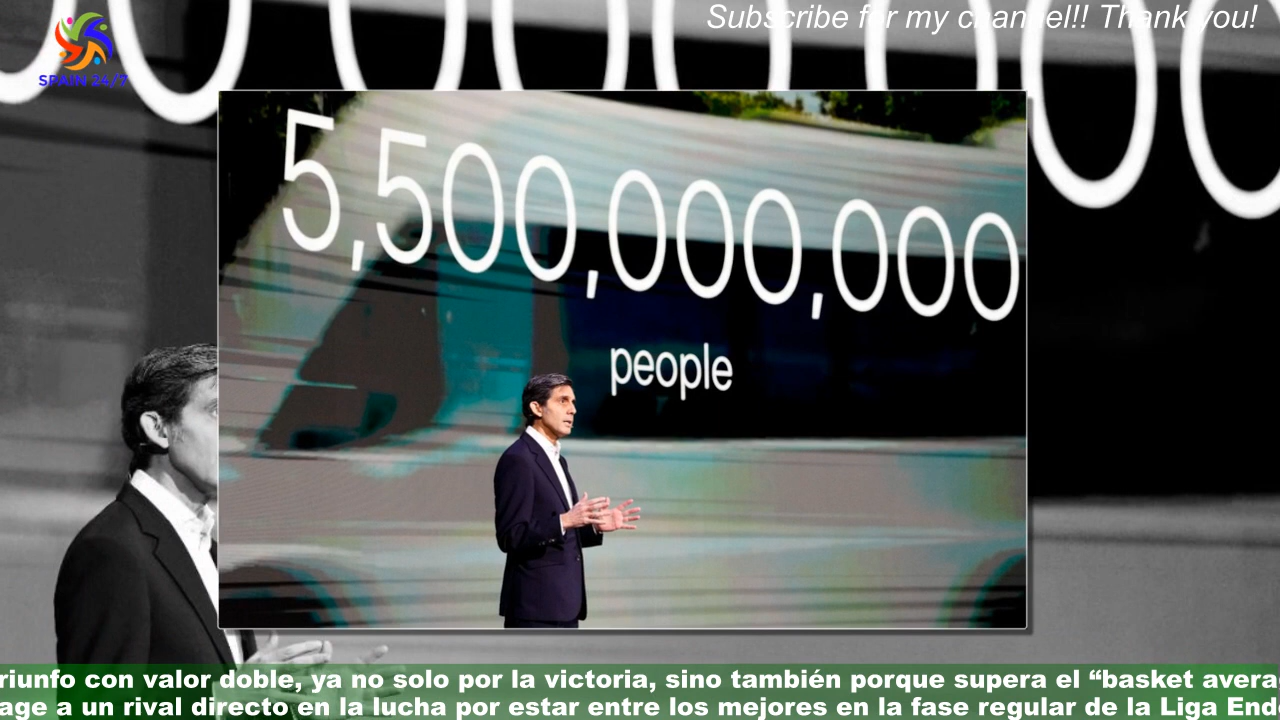 Subscribe for my channel!! Thank you!
SPAIN 24/7
5,500,000,000
people
riunfo con valor doble, ya no solo por la victoria, sino también porque supera el “basket avera
age a un rival directo en la lucha por estar entre los mejores en la fase regular de la Liga End